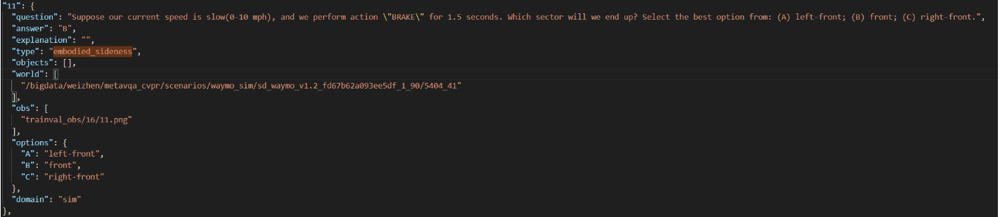 "11": {
"question": "Suppose our current speed is slow(0-10 mph), and we perform action \"BRAKE\" for 1.5 seconds. Which sector will we end up? Select the best option from: (A) left-front; (B) front; (C) right-front.",
"answer": "B",
"explanation": "",
"type": "embodied_sideness",
"objects": [],
"world": [
"/bigdata/weizhen/metavqa_cvpr/scenarios/waymo_sim/sd_waymo_v1.2_fd67b62a093ee5df_1_90/5404_41"
],
"obs": [
"trainval_obs/16/11.png"
],
"options": {
"A": "left-front",
"B": "front",
"C": "right-front"
},
"domain": "sim"
},